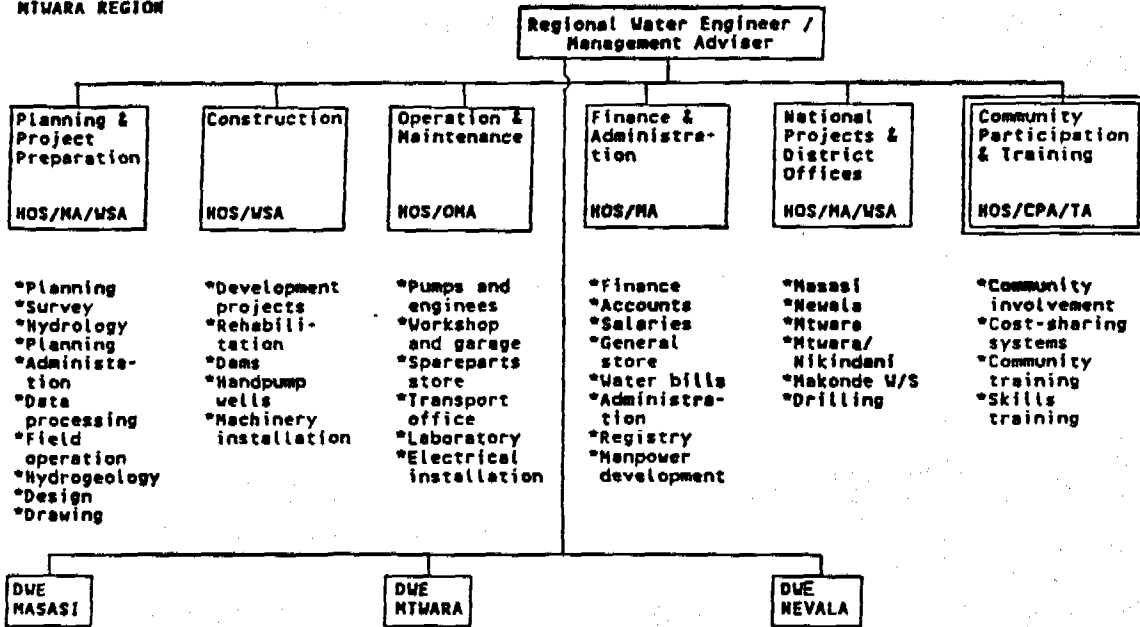 MTWARA REGION
Regional Water Engineer /
Management Adviser
Planning &
Project
Preparation
HOS/MA/WSA
Construction
HOS/WSA
Operation &
Maintenance
HOS/OMA
Finance &
Administra-
tion
HOS/MA
National
Projects &
District
Offices
HOS/MA/WSA
Community
Participation
& Training
HOS/CPA/TA
*Planning
*Survey
*Hydrology
*Planning
*Administa-
tion
*Data
processing
*Field
operation
*Hydrogeology
*Design
*Drawing
*Development
projects
*Rehabili-
tation
*Dams
*Handpump
wells
*Machinery
installation
*Pumps and
enginees
*Workshop
and garage
*Spareparts
store
*Transport
office
*Laboratory
*Electrical
installation
*Finance
*Accounts
*Salaries
*General
store
*Water bills
*Administra-
tion
*Registry
*Manpower
development
*Masasi
*Newala
*Mtwara
*Mtwara/
Mikindani
*Makonde W/S
*Drilling
*Community
involvement
*Cost-sharing
systems
*Community
training
*Skills
training
DWE
MASASI
DWE
MTWARA
DWE
NEVALA